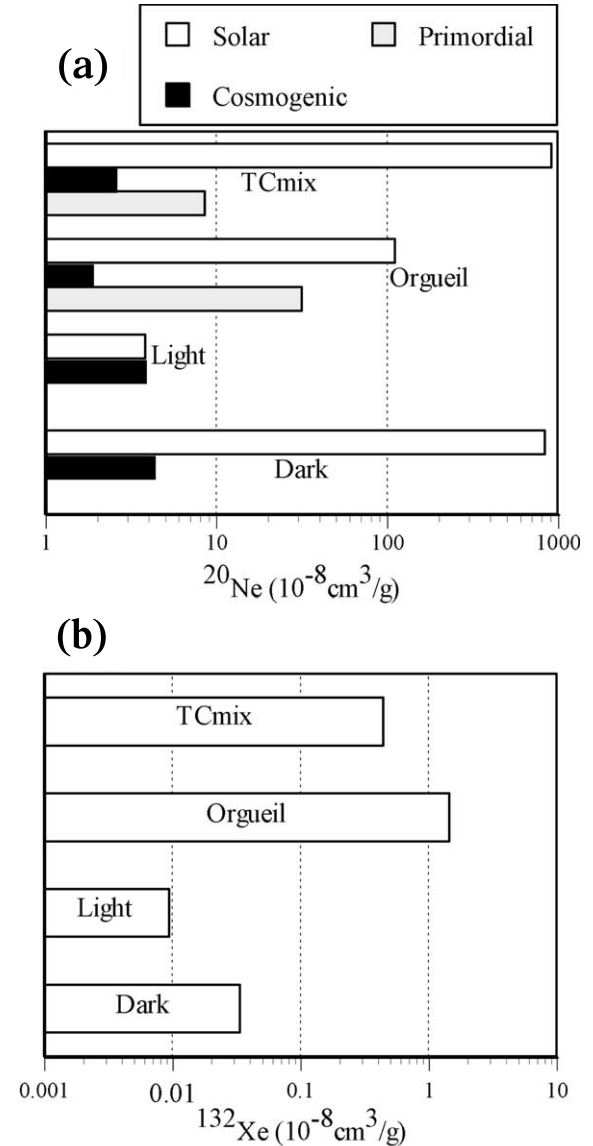 (a)
Solar Primordial
Cosmogenic
TCmix
Orgueil
Light
Dark
1 10 100 1000
²⁰Ne (10⁻⁸cm³/g)
(b)
TCmix
Orgueil
Light
Dark
0.001 0.01 0.1 1 10
¹³²Xe (10⁻⁸cm³/g)